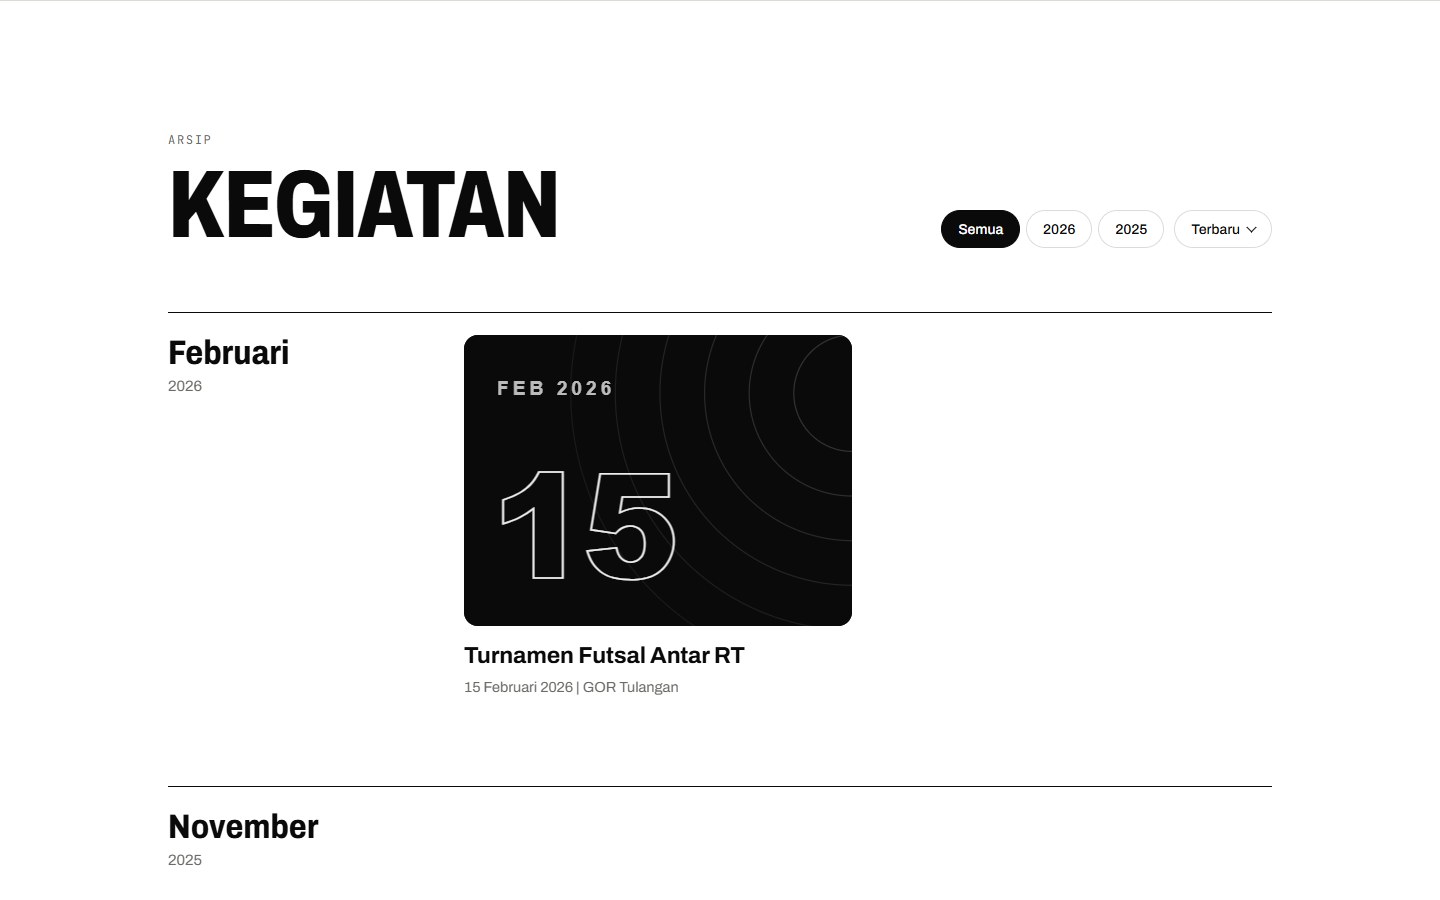 ARSIP
KEGIATAN
Semua
2026
2025
Terbaru
Februari
2026
FEB 2026
15
Turnamen Futsal Antar RT
15 Februari 2026 | GOR Tulangan
November
2025